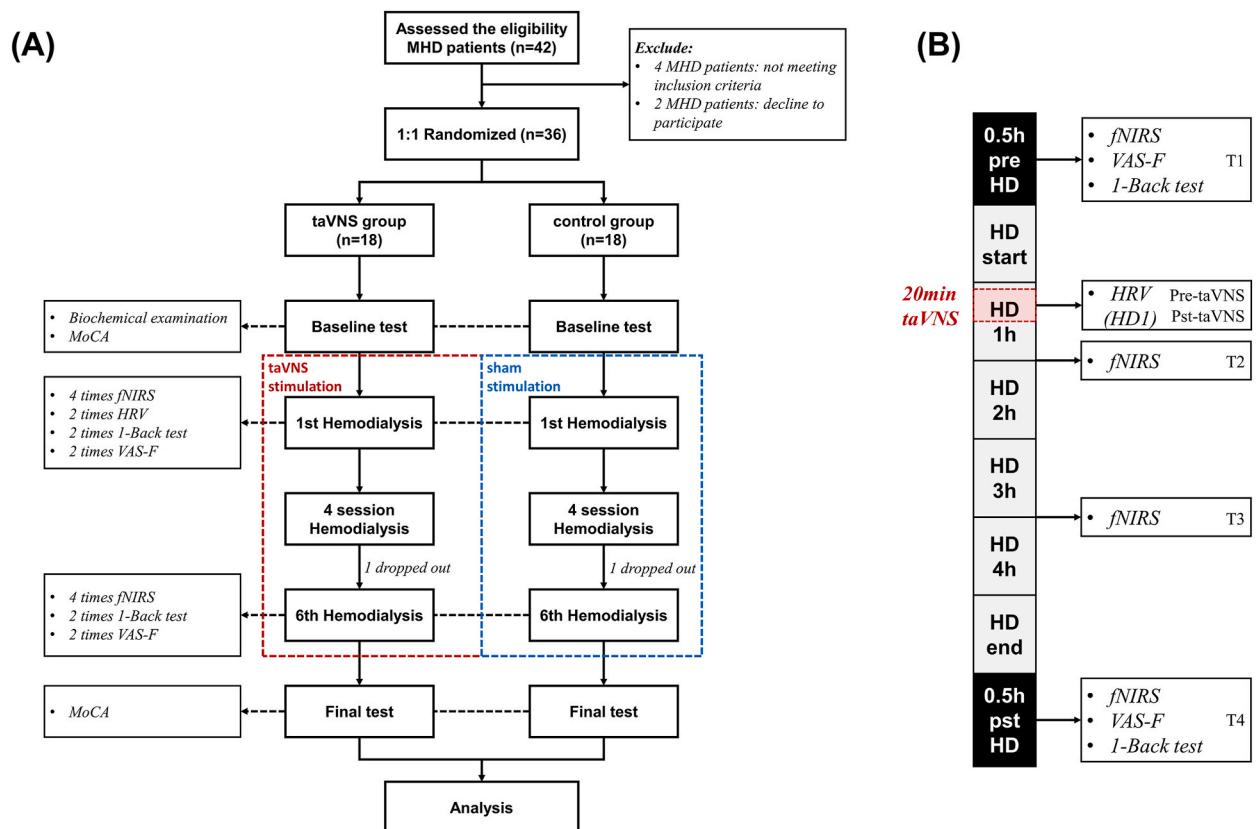 (A)
Assessed the eligibility
MHD patients (n=42)
Exclude:
• 4 MHD patients: not meeting
inclusion criteria
• 2 MHD patients: decline to
participate
1:1 Randomized (n=36)
taVNS group
(n=18)
control group
(n=18)
• Biochemical examination
• MoCA
Baseline test
Baseline test
taVNS
stimulation
sham
stimulation
• 4 times fNIRS
• 2 times HRV
• 2 times 1-Back test
• 2 times VAS-F
1st Hemodialysis
1st Hemodialysis
4 session
Hemodialysis
4 session
Hemodialysis
1 dropped out
1 dropped out
• 4 times fNIRS
• 2 times 1-Back test
• 2 times VAS-F
6th Hemodialysis
6th Hemodialysis
• MoCA
Final test
Final test
Analysis
(B)
0.5h
pre
HD
• fNIRS
• VAS-F T1
• 1-Back test
HD
start
20min
taVNS
HD
1h
• HRV Pre-taVNS
(HD1) Pst-taVNS
• fNIRS T2
HD
2h
HD
3h
• fNIRS T3
HD
4h
HD
end
0.5h
pst
HD
• fNIRS
• VAS-F T4
• 1-Back test